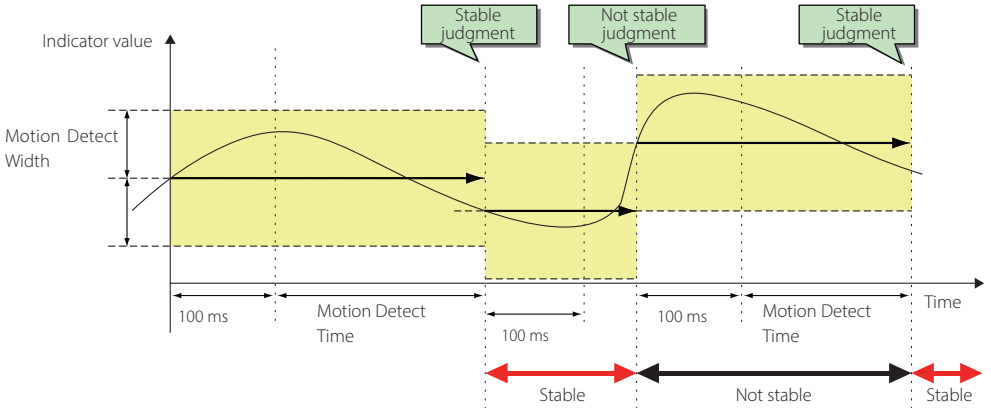 Stable
judgment
Not stable
judgment
Stable
judgment
Indicator value
Motion Detect
Width
100 ms
Motion Detect
Time
100 ms
100 ms
Motion Detect
Time
Time
Stable
Not stable
Stable